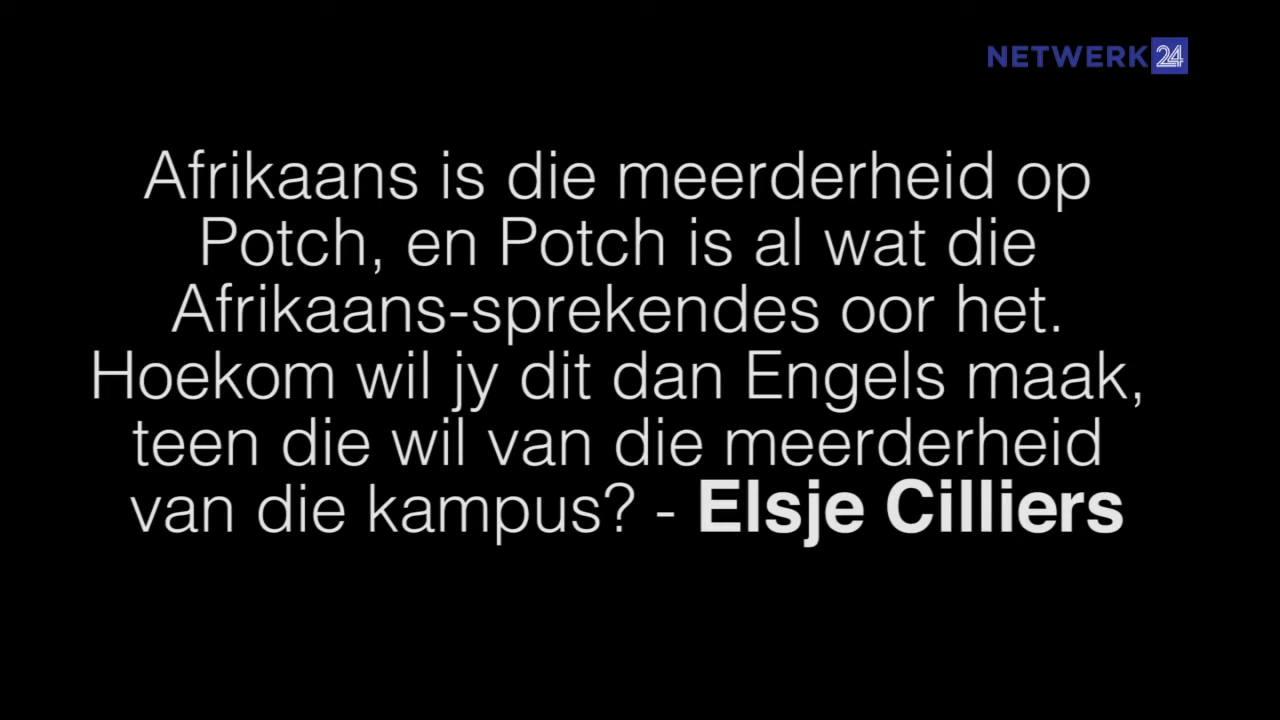 NETWERK24
Afrikaans is die meerderheid op
Potch, en Potch is al wat die
Afrikaans-sprekendes oor het.
Hoekom wil jy dit dan Engels maak,
teen die wil van die meerderheid
van die kampus? - Elsje Cilliers